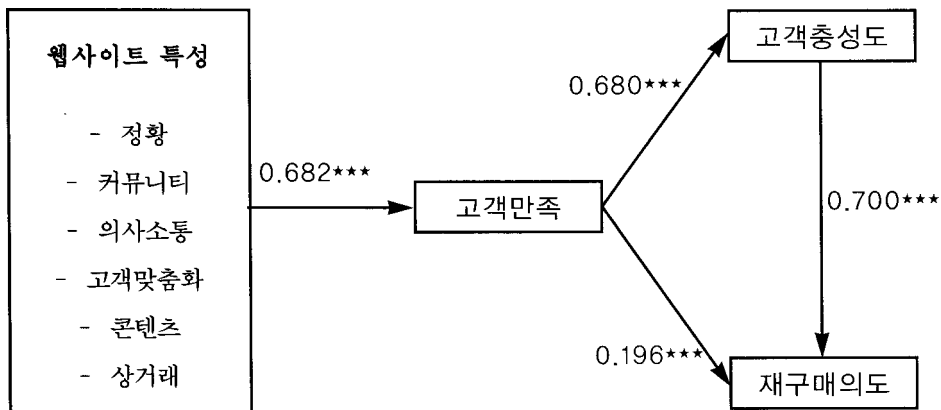 웹사이트 특성
- 정황
- 커뮤니티
- 의사소통
- 고객맞춤화
- 콘텐츠
- 상거래
0.682★★★
고객만족
0.680★★★
고객충성도
0.700★★★
0.196★★★
재구매의도